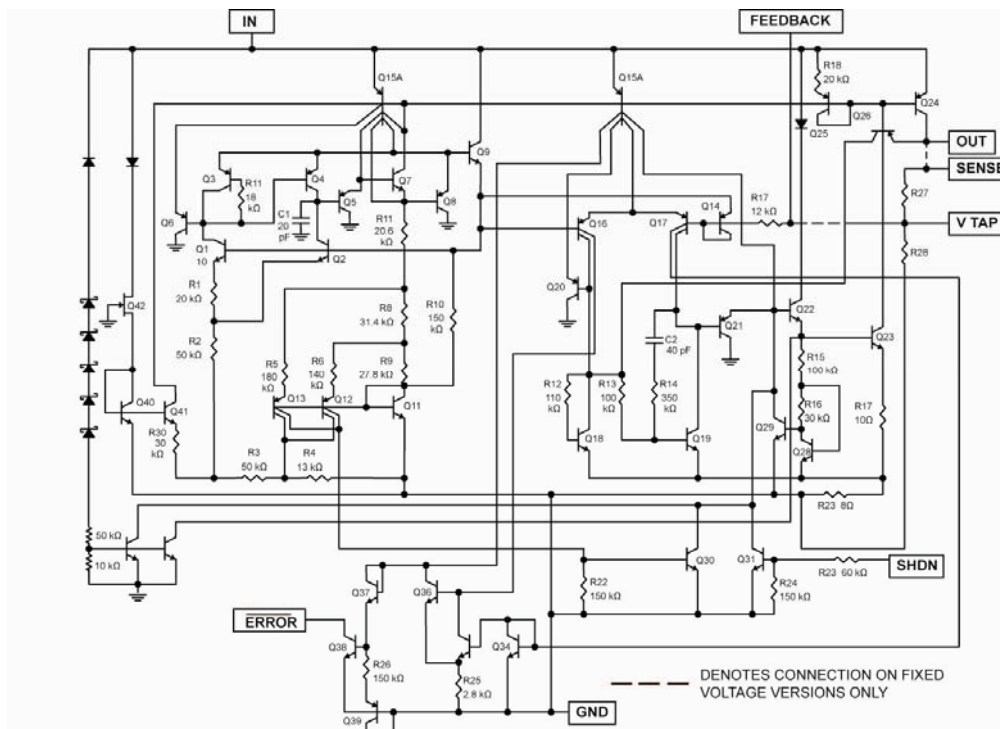 IN
FEEDBACK
R18
20 kΩ
Q15A
Q15A
Q24
Q26
Q25
OUT
Q9
SENSE
Q3
Q4
R11
18
kΩ
Q7
Q5
Q8
R17
12 kΩ
Q14
R27
C1
20
pF
Q6
R11
20.6
kΩ
Q16
Q17
V TAP
Q1
10
Q2
R28
R1
20 kΩ
Q42
R8
31.4 kΩ
R10
150
kΩ
Q20
Q22
Q21
C2
40 pF
Q23
R2
50 kΩ
R5
180
kΩ
R6
140
kΩ
R9
27.8 kΩ
R15
100 kΩ
R12
110
kΩ
R13
100
kΩ
R14
350
kΩ
Q13
Q12
Q11
R16
30 kΩ
R17
10Ω
Q40
Q41
Q18
Q19
Q29
Q28
R30
30
kΩ
R3
50 kΩ
R4
13 kΩ
R23 8Ω
50 kΩ
10 kΩ
Q30
Q31
SHDN
R23 60 kΩ
R22
150 kΩ
R24
150 kΩ
Q37
Q36
ERROR
Q38
Q34
R26
150 kΩ
R25
2.8 kΩ
DENOTES CONNECTION ON FIXED
VOLTAGE VERSIONS ONLY
Q39
GND